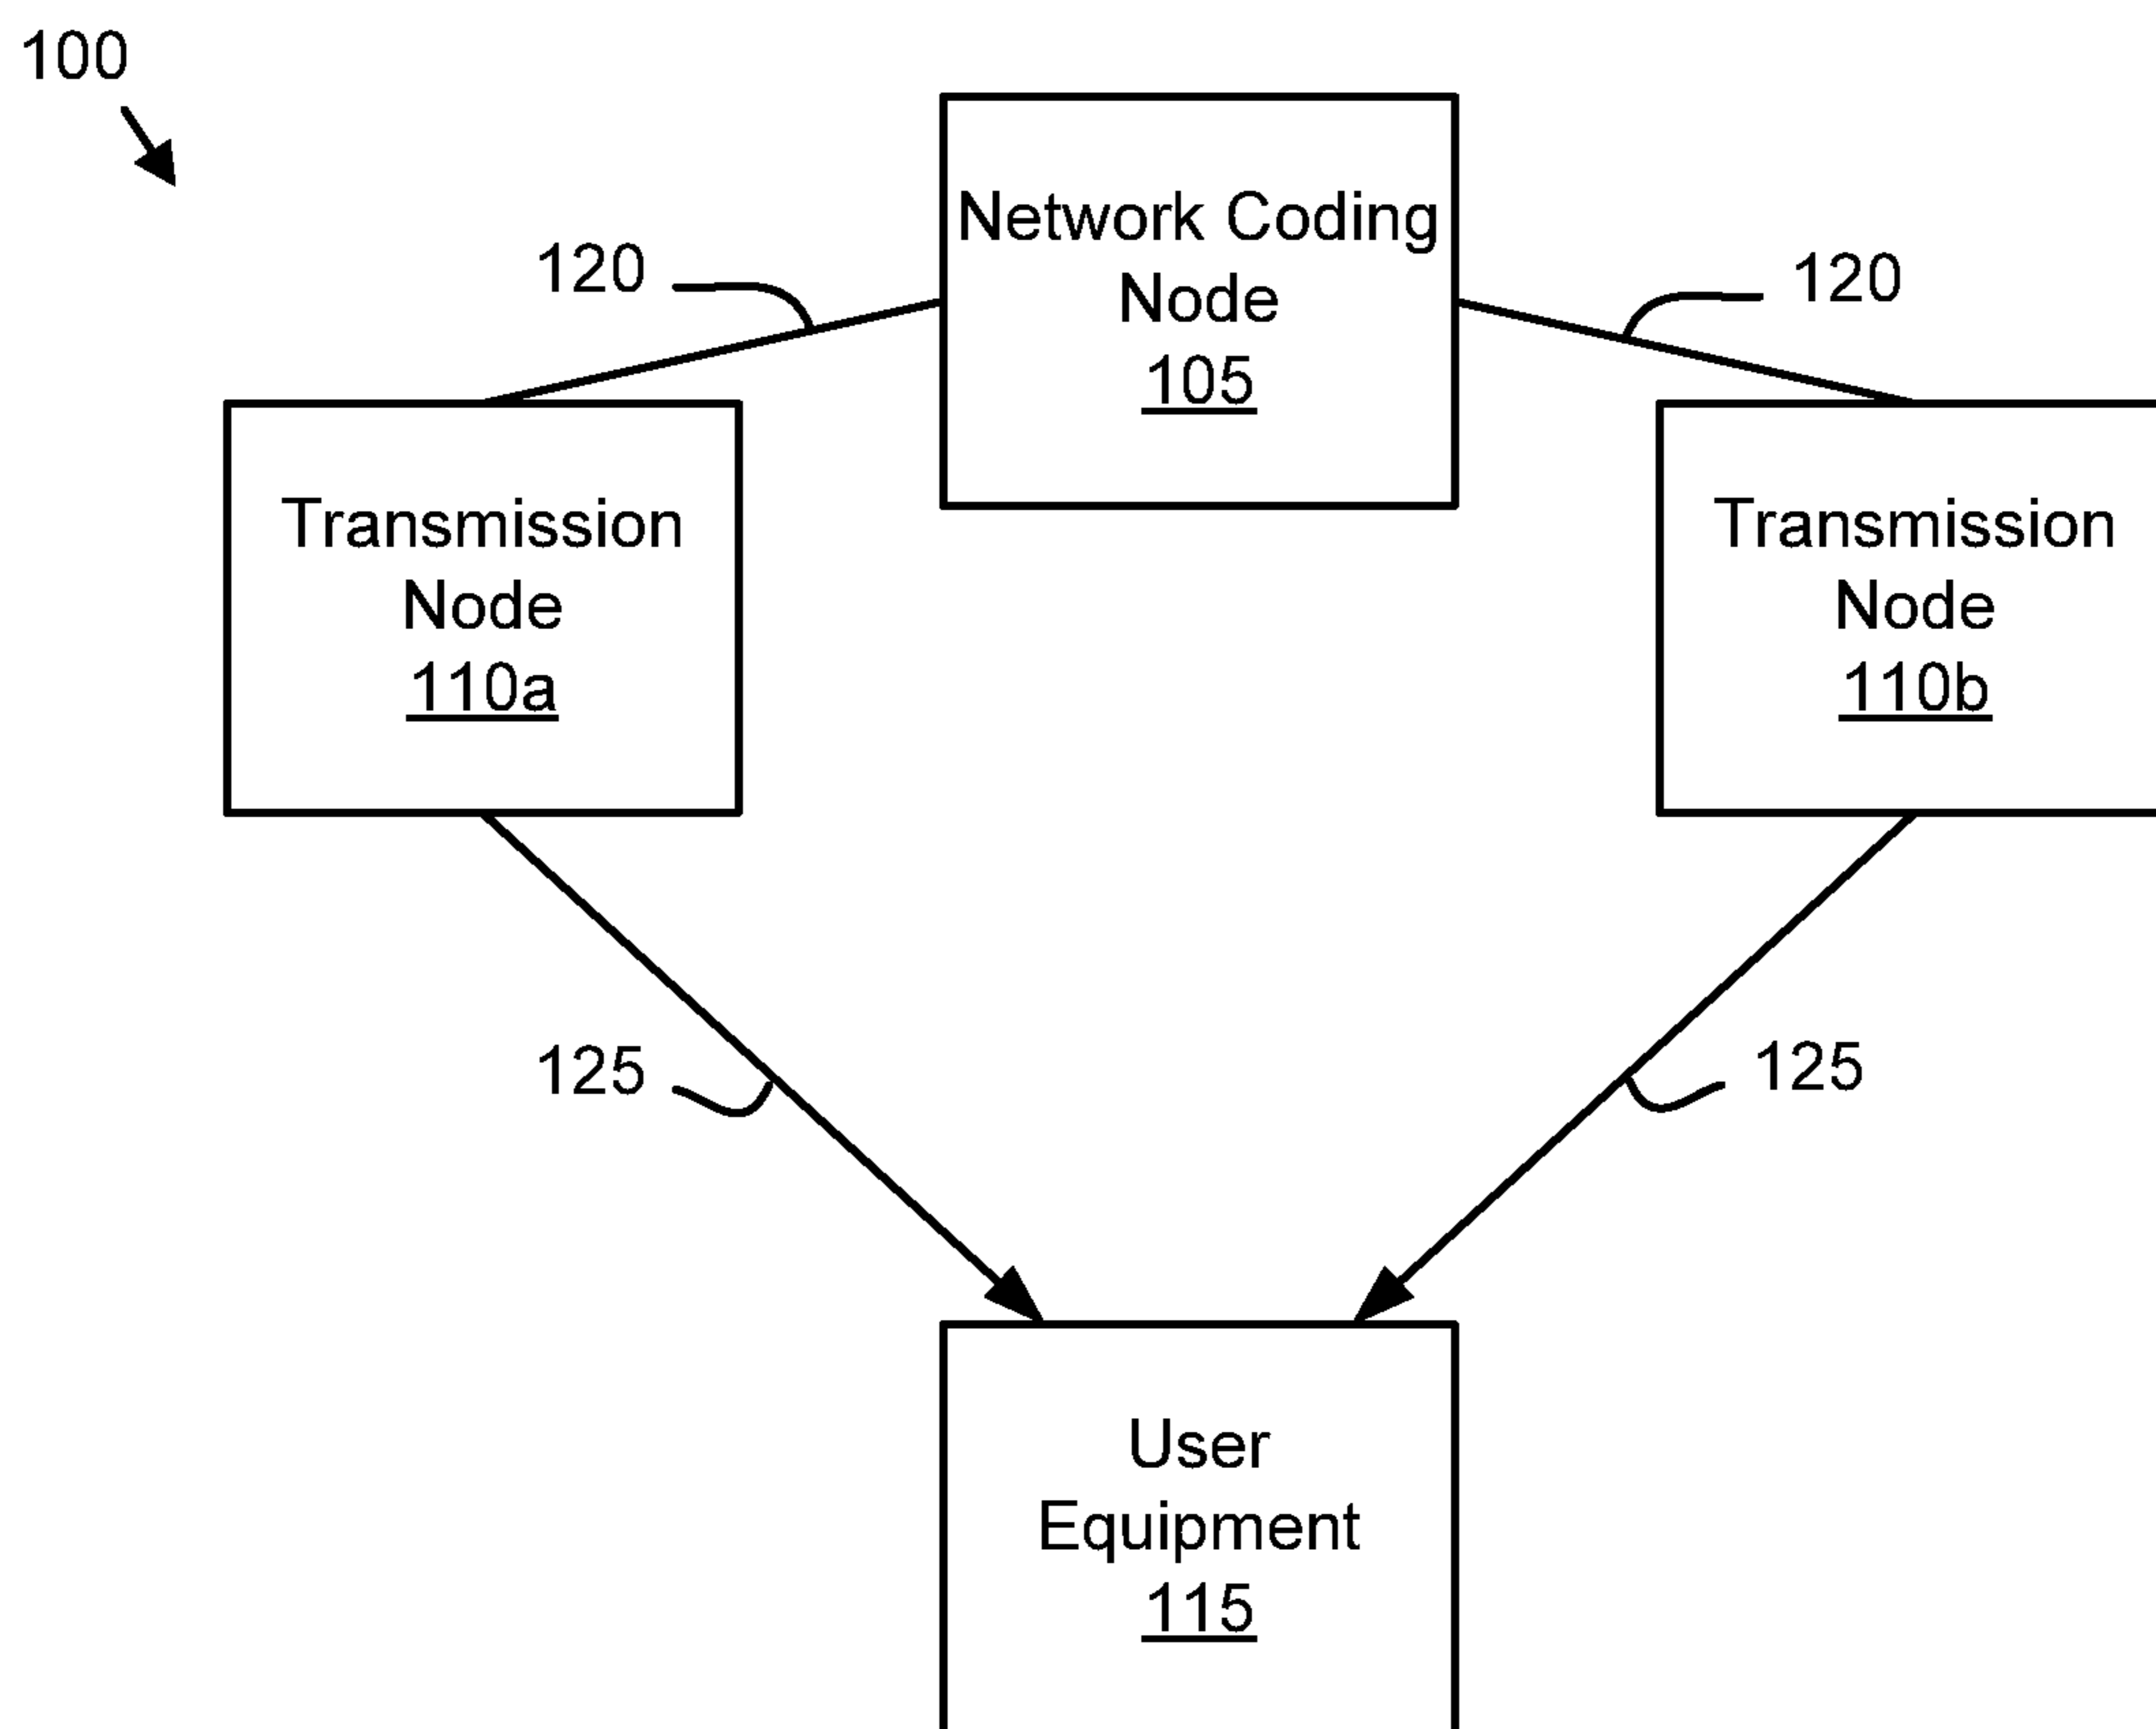 100
Network Coding
Node
105
120
120
Transmission
Node
110a
Transmission
Node
110b
125
125
User
Equipment
115